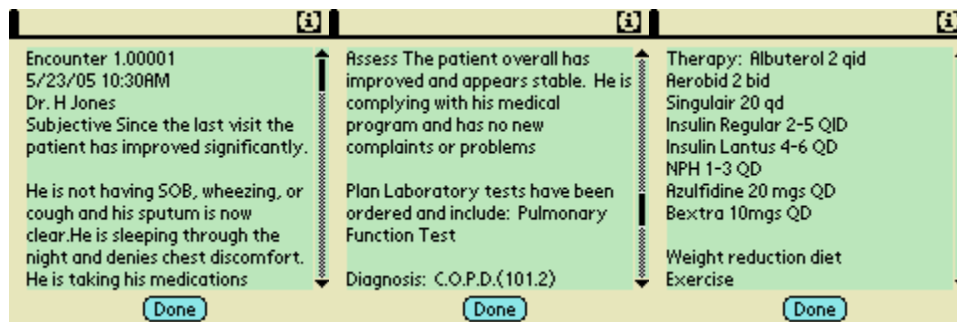 Encounter 1.00001
5/23/05 10:30AM
Dr. H Jones
Subjective Since the last visit the
patient has improved significantly.
He is not having SOB, wheezing, or
cough and his sputum is now
clear.He is sleeping through the
night and denies chest discomfort.
He is taking his medications
Done
Assess The patient overall has
improved and appears stable. He is
complying with his medical
program and has no new
complaints or problems
Plan Laboratory tests have been
ordered and include: Pulmonary
Function Test
Diagnosis: C.O.P.D.(101.2)
Done
Therapy: Albuterol 2 qid
Aerobid 2 bid
Singulair 20 qd
Insulin Regular 2-5 QID
Insulin Lantus 4-6 QD
NPH 1-3 QD
Azulfidine 20 mgs QD
Bextra 10mgs QD
Weight reduction diet
Exercise
Done